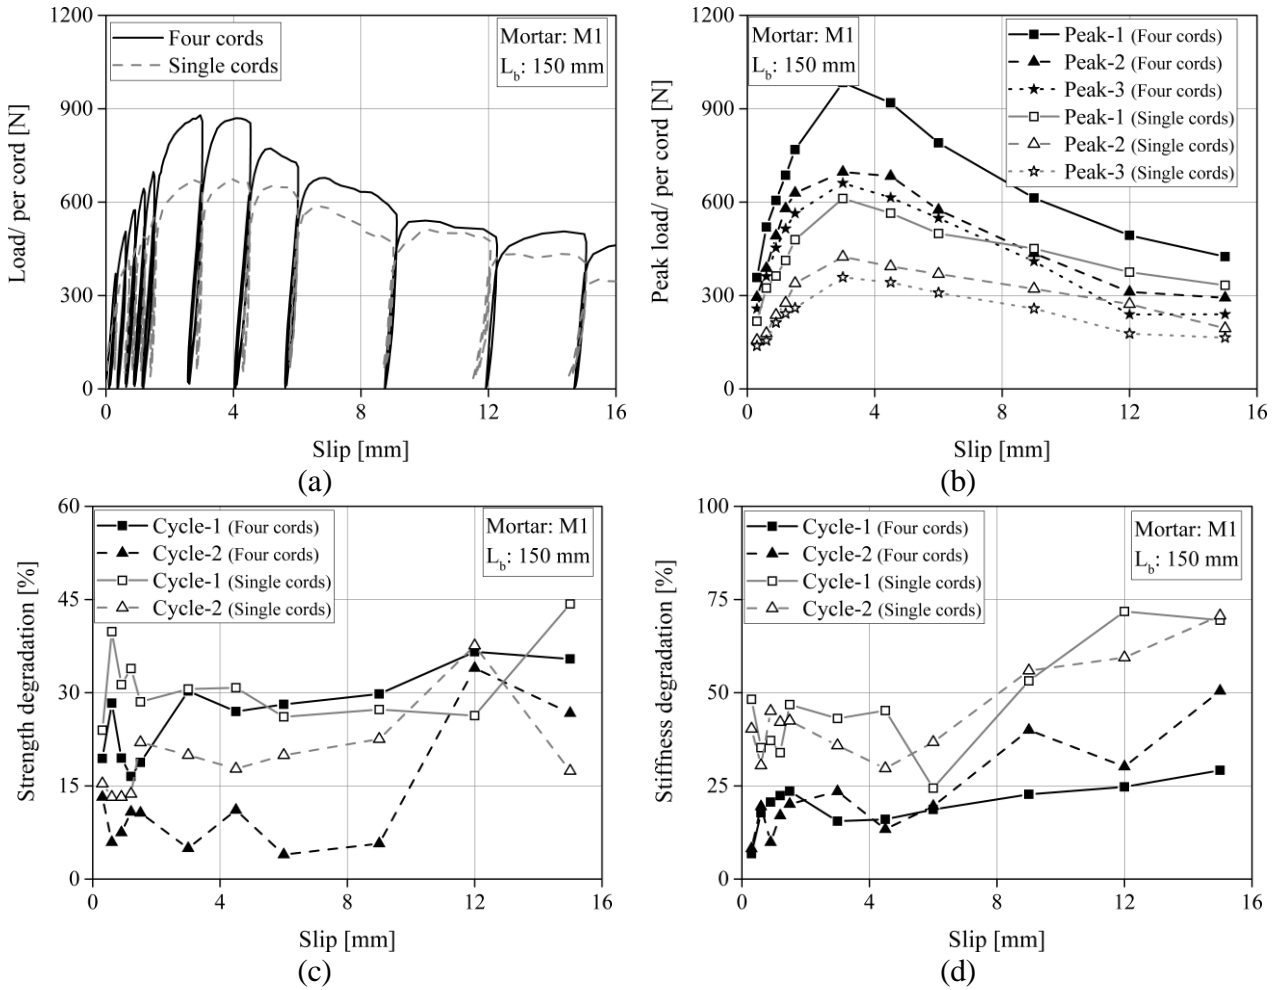 1200
900
600
300
0
0
4
8
12
16
Load/ per cord [N]
Slip [mm]
Four cords
Single cords
Mortar: M1
L_b: 150 mm
(a)
1200
900
600
300
0
0
4
8
12
16
Peak load/ per cord [N]
Slip [mm]
Mortar: M1
L_b: 150 mm
Peak-1 (Four cords)
Peak-2 (Four cords)
Peak-3 (Four cords)
Peak-1 (Single cords)
Peak-2 (Single cords)
Peak-3 (Single cords)
(b)
60
45
30
15
0
0
4
8
12
16
Strength degradation [%]
Slip [mm]
Cycle-1 (Four cords)
Cycle-2 (Four cords)
Cycle-1 (Single cords)
Cycle-2 (Single cords)
Mortar: M1
L_b: 150 mm
(c)
100
75
50
25
0
0
4
8
12
16
Stiffness degradation [%]
Slip [mm]
Cycle-1 (Four cords)
Cycle-2 (Four cords)
Cycle-1 (Single cords)
Cycle-2 (Single cords)
Mortar: M1
L_b: 150 mm
(d)